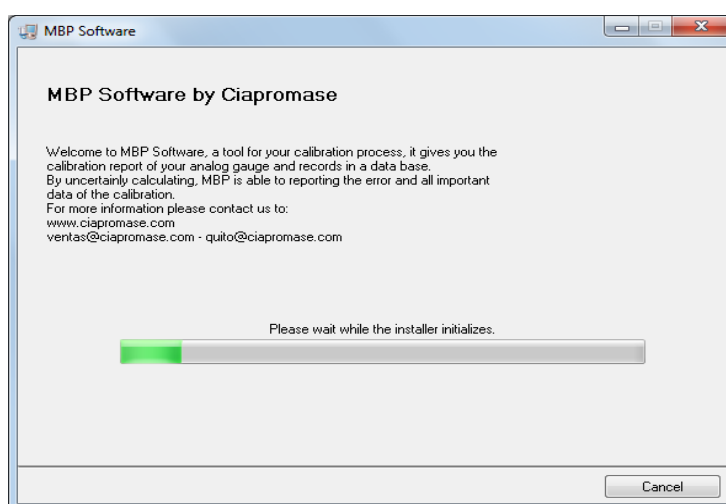 MBP Software
MBP Software by Ciapromase
Welcome to MBP Software, a tool for your calibration process, it gives you the
calibration report of your analog gauge and records in a data base.
By uncertainly calculating, MBP is able to reporting the error and all important
data of the calibration.
For more information please contact us to:
www.ciapromase.com
ventas@ciapromase.com - quito@ciapromase.com
Please wait while the installer initializes.
Cancel